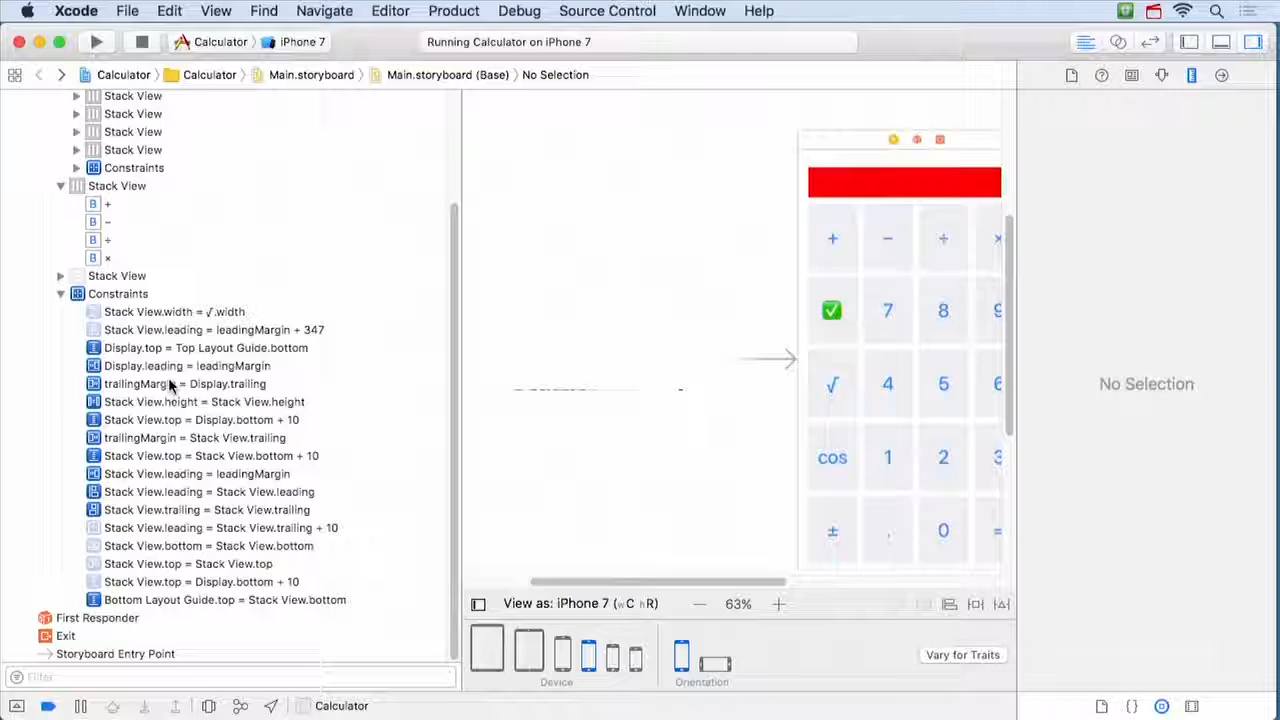 Xcode File Edit View Find Navigate Editor Product Debug Source Control Window Help
Calculator iPhone 7 Running Calculator on iPhone 7
Calculator Calculator Main.storyboard Main.storyboard (Base) No Selection
Stack View
Stack View
Stack View
Stack View
Constraints
Stack View
B +
B −
B ÷
B ×
Stack View
Constraints
Stack View.width = √.width
Stack View.leading = leadingMargin + 347
Display.top = Top Layout Guide.bottom
Display.leading = leadingMargin
trailingMargin = Display.trailing
Stack View.height = Stack View.height
Stack View.top = Display.bottom + 10
trailingMargin = Stack View.trailing
Stack View.top = Stack View.bottom + 10
Stack View.leading = leadingMargin
Stack View.leading = Stack View.leading
Stack View.trailing = Stack View.trailing
Stack View.leading = Stack View.trailing + 10
Stack View.bottom = Stack View.bottom
Stack View.top = Stack View.top
Stack View.top = Display.bottom + 10
Bottom Layout Guide.top = Stack View.bottom
First Responder
Exit
Storyboard Entry Point
Filter
+ − ÷ ×
✅ 7 8 9
√ 4 5 6
cos 1 2 3
± . 0 =
No Selection
View as: iPhone 7 (wC hR) — 63% +
Device
Orientation
Vary for Traits
Calculator